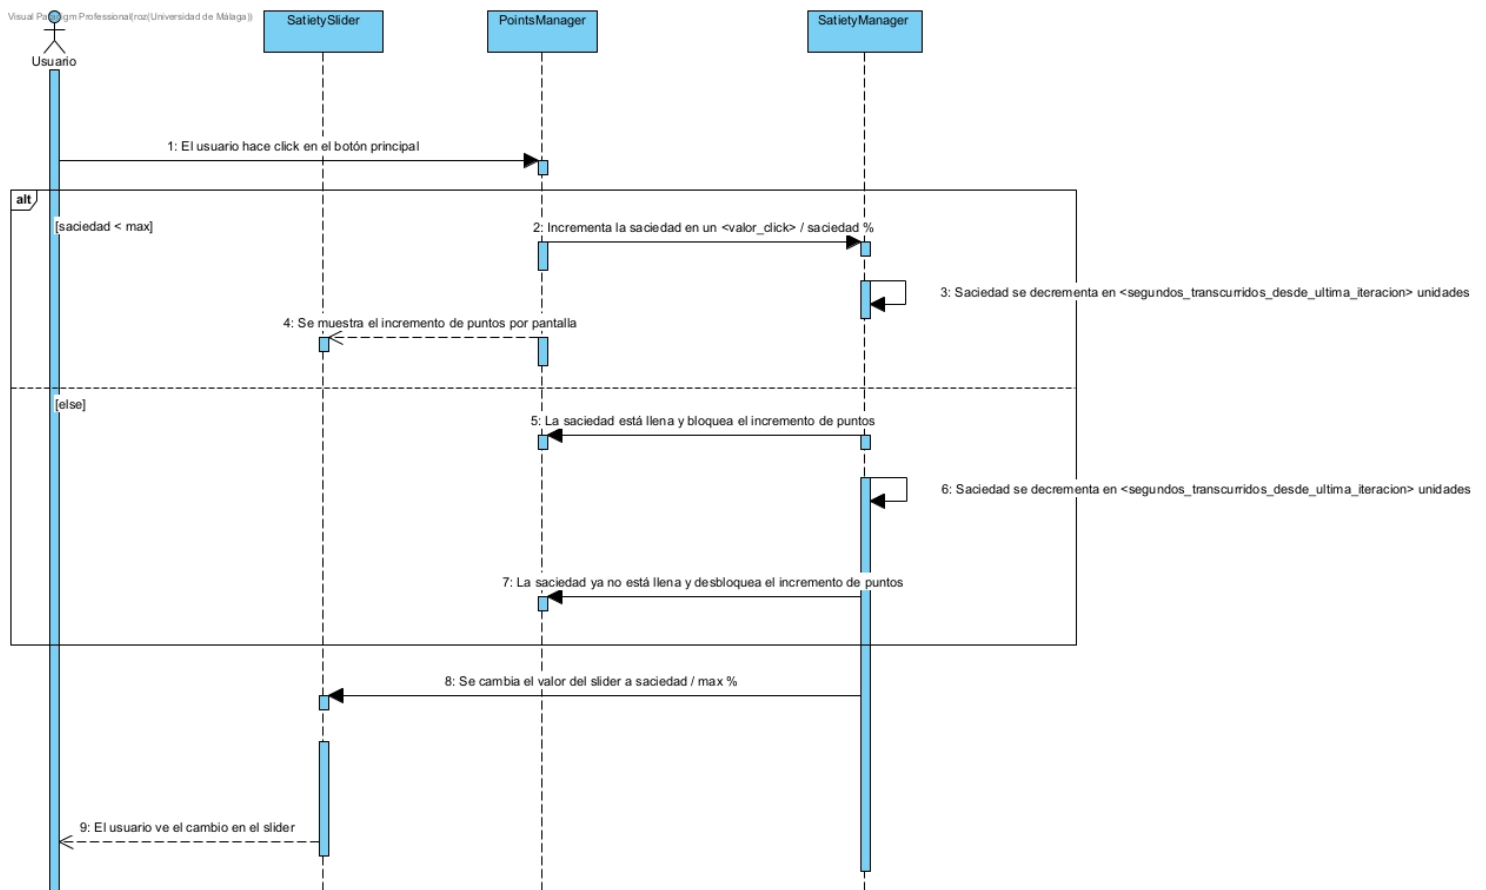 Visual Paradigm Professional(roz(Universidad de Málaga))
SatietySlider
PointsManager
SatietyManager
Usuario
1: El usuario hace click en el botón principal
alt
[saciedad < max]
2: Incrementa la saciedad en un <valor_click> / saciedad %
3: Saciedad se decrementa en <segundos_transcurridos_desde_ultima_iteracion> unidades
4: Se muestra el incremento de puntos por pantalla
[else]
5: La saciedad está llena y bloquea el incremento de puntos
6: Saciedad se decrementa en <segundos_transcurridos_desde_ultima_iteracion> unidades
7: La saciedad ya no está llena y desbloquea el incremento de puntos
8: Se cambia el valor del slider a saciedad / max %
9: El usuario ve el cambio en el slider